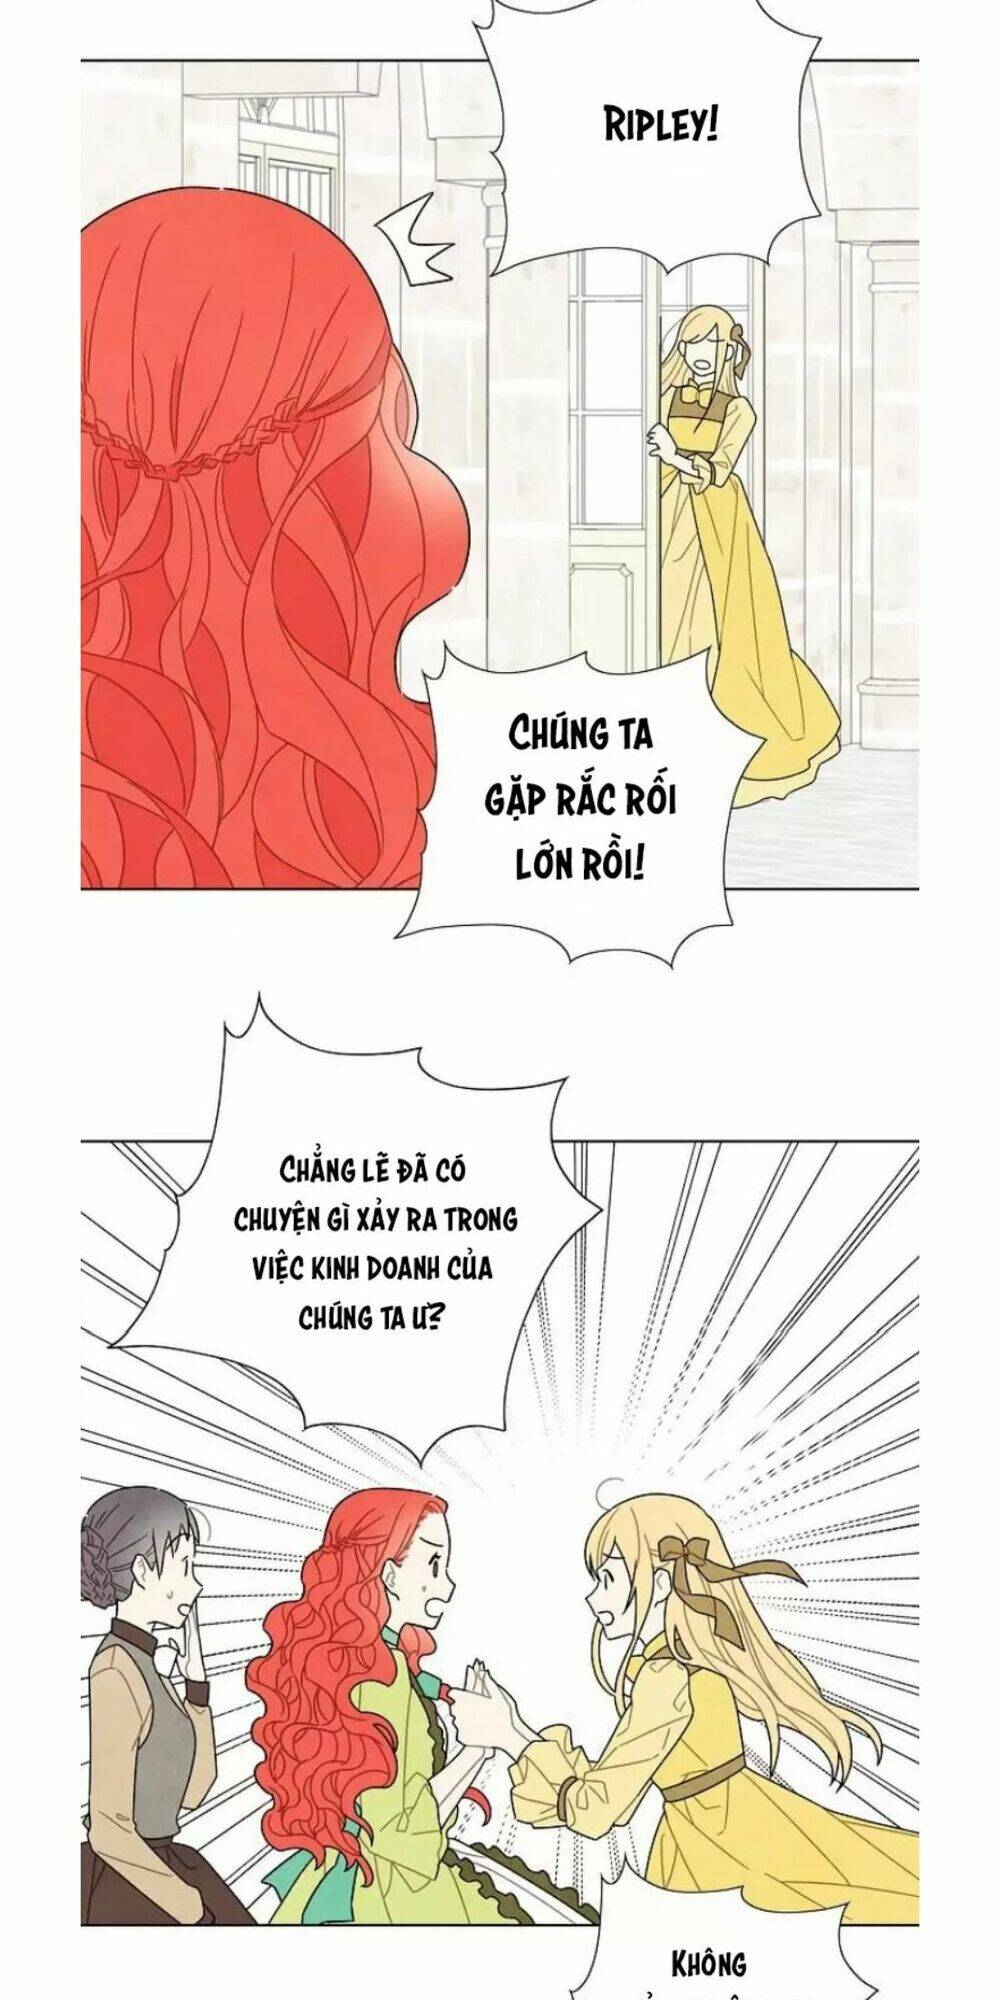 RIPLEY!
CHÚNG TA
GẶP RẮC RỐI
LỚN RỒI!
CHẲNG LẼ ĐÃ CÓ
CHUYỆN GÌ XẢY RA TRONG
VIỆC KINH DOANH CỦA
CHÚNG TA Ư?
KHÔNG